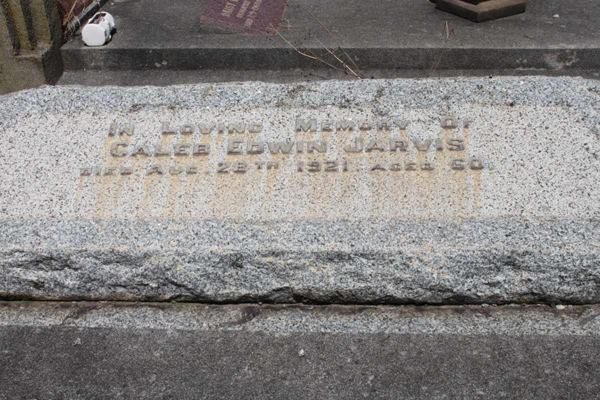 In Loving Memory Of
Caleb Edwin Jarvis
Died Aug. 28th 1921. Aged 60.